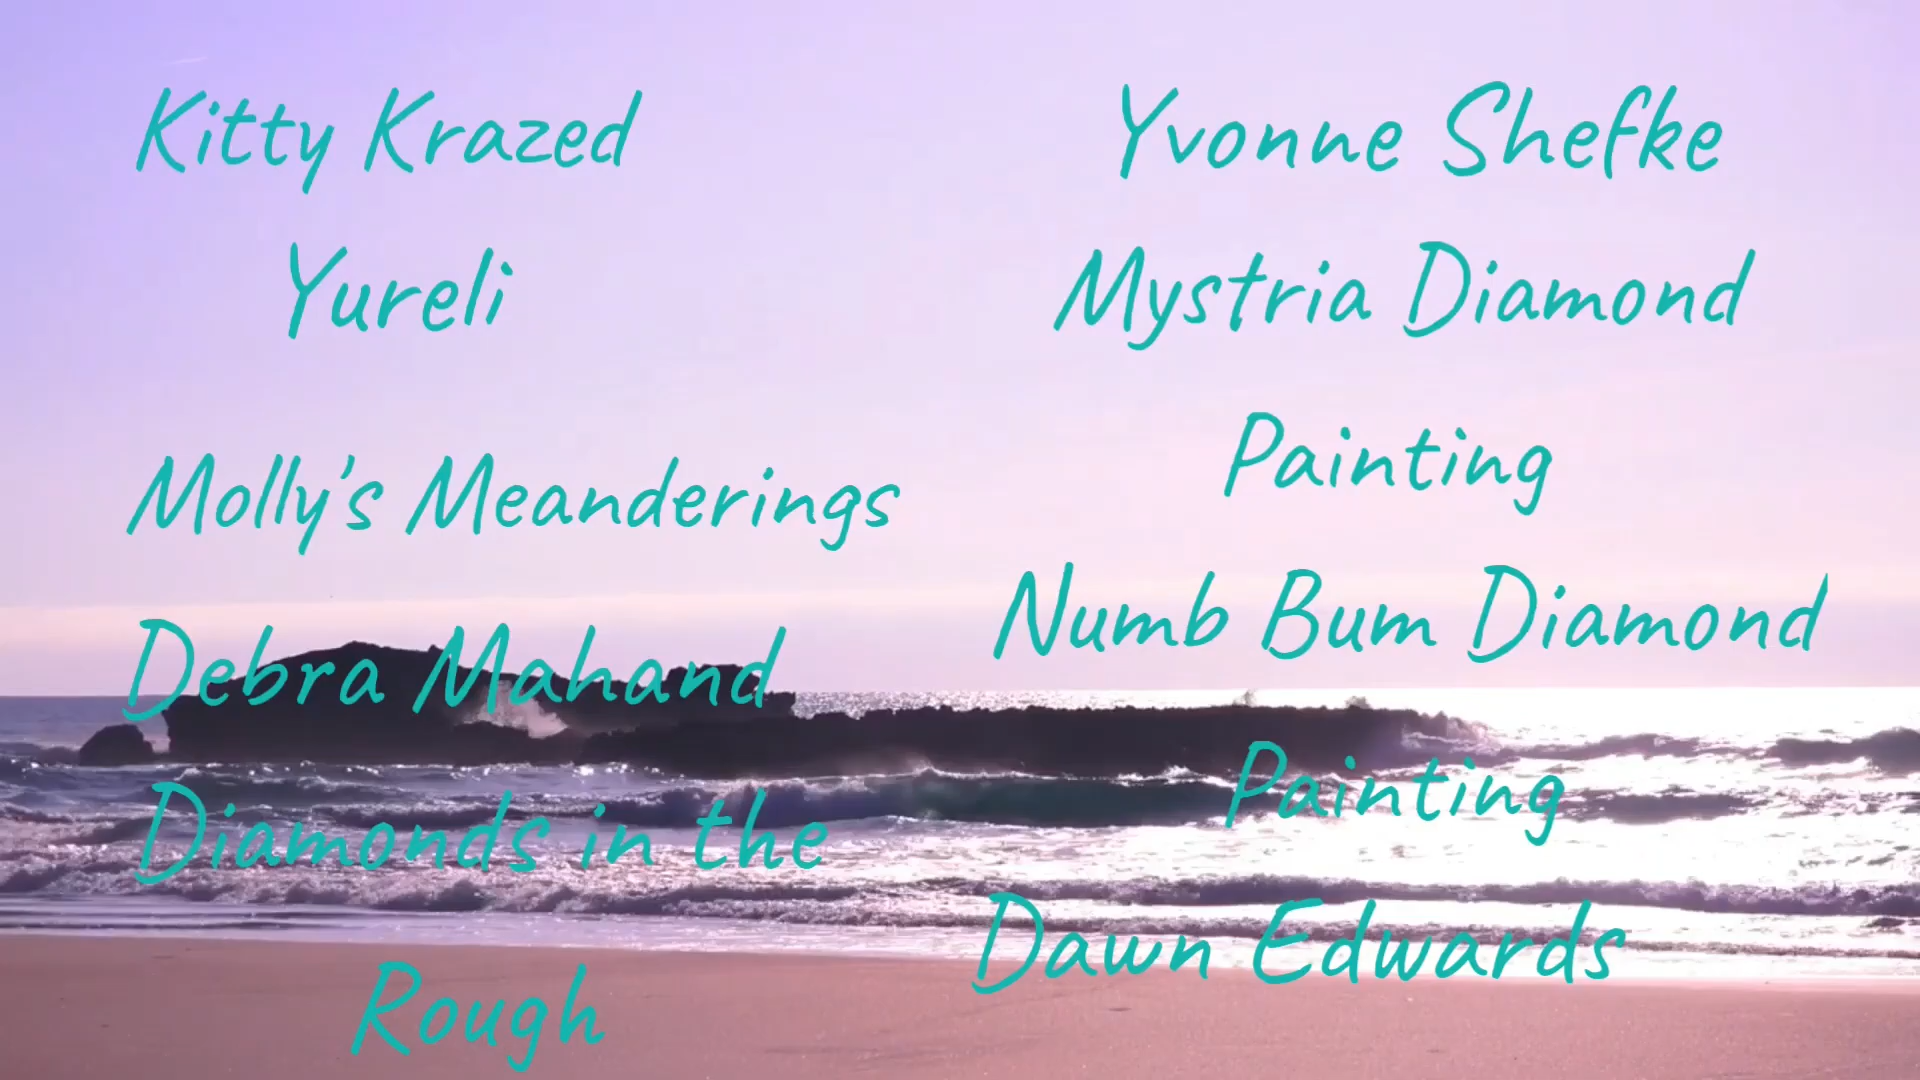 Kitty Krazed
Yureli
Molly's Meanderings
Debra Mahand
Diamonds in the
Rough
Yvonne Shefke
Mystria Diamond
Painting
Numb Bum Diamond
Painting
Dawn Edwards